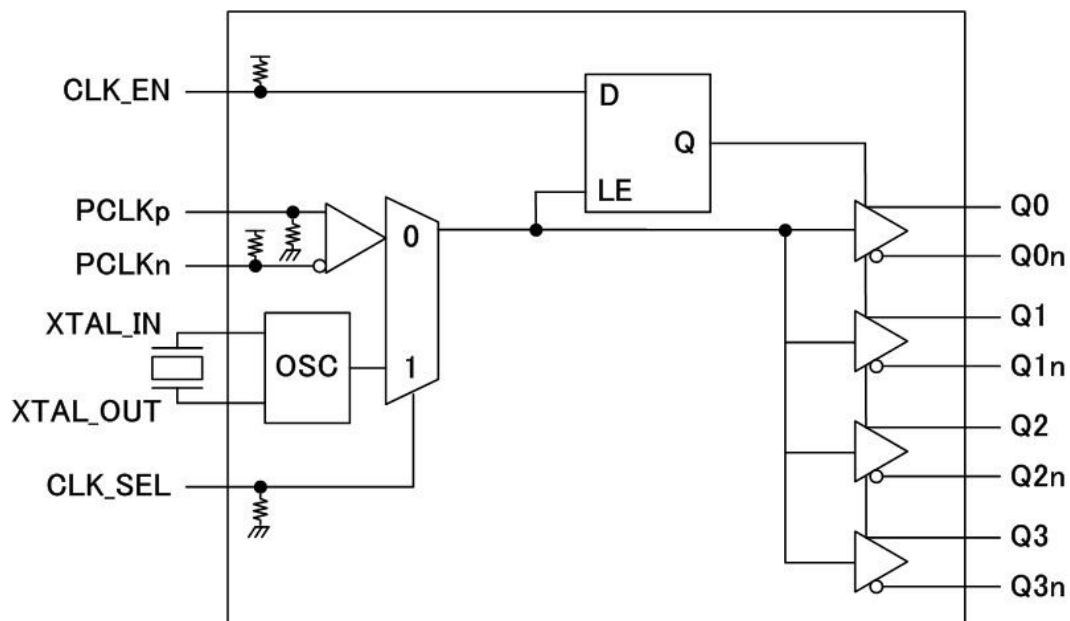 CLK_EN
D
Q
LE
PCLKp
PCLKn
0
XTAL_IN
OSC
1
XTAL_OUT
CLK_SEL
Q0
Q0n
Q1
Q1n
Q2
Q2n
Q3
Q3n